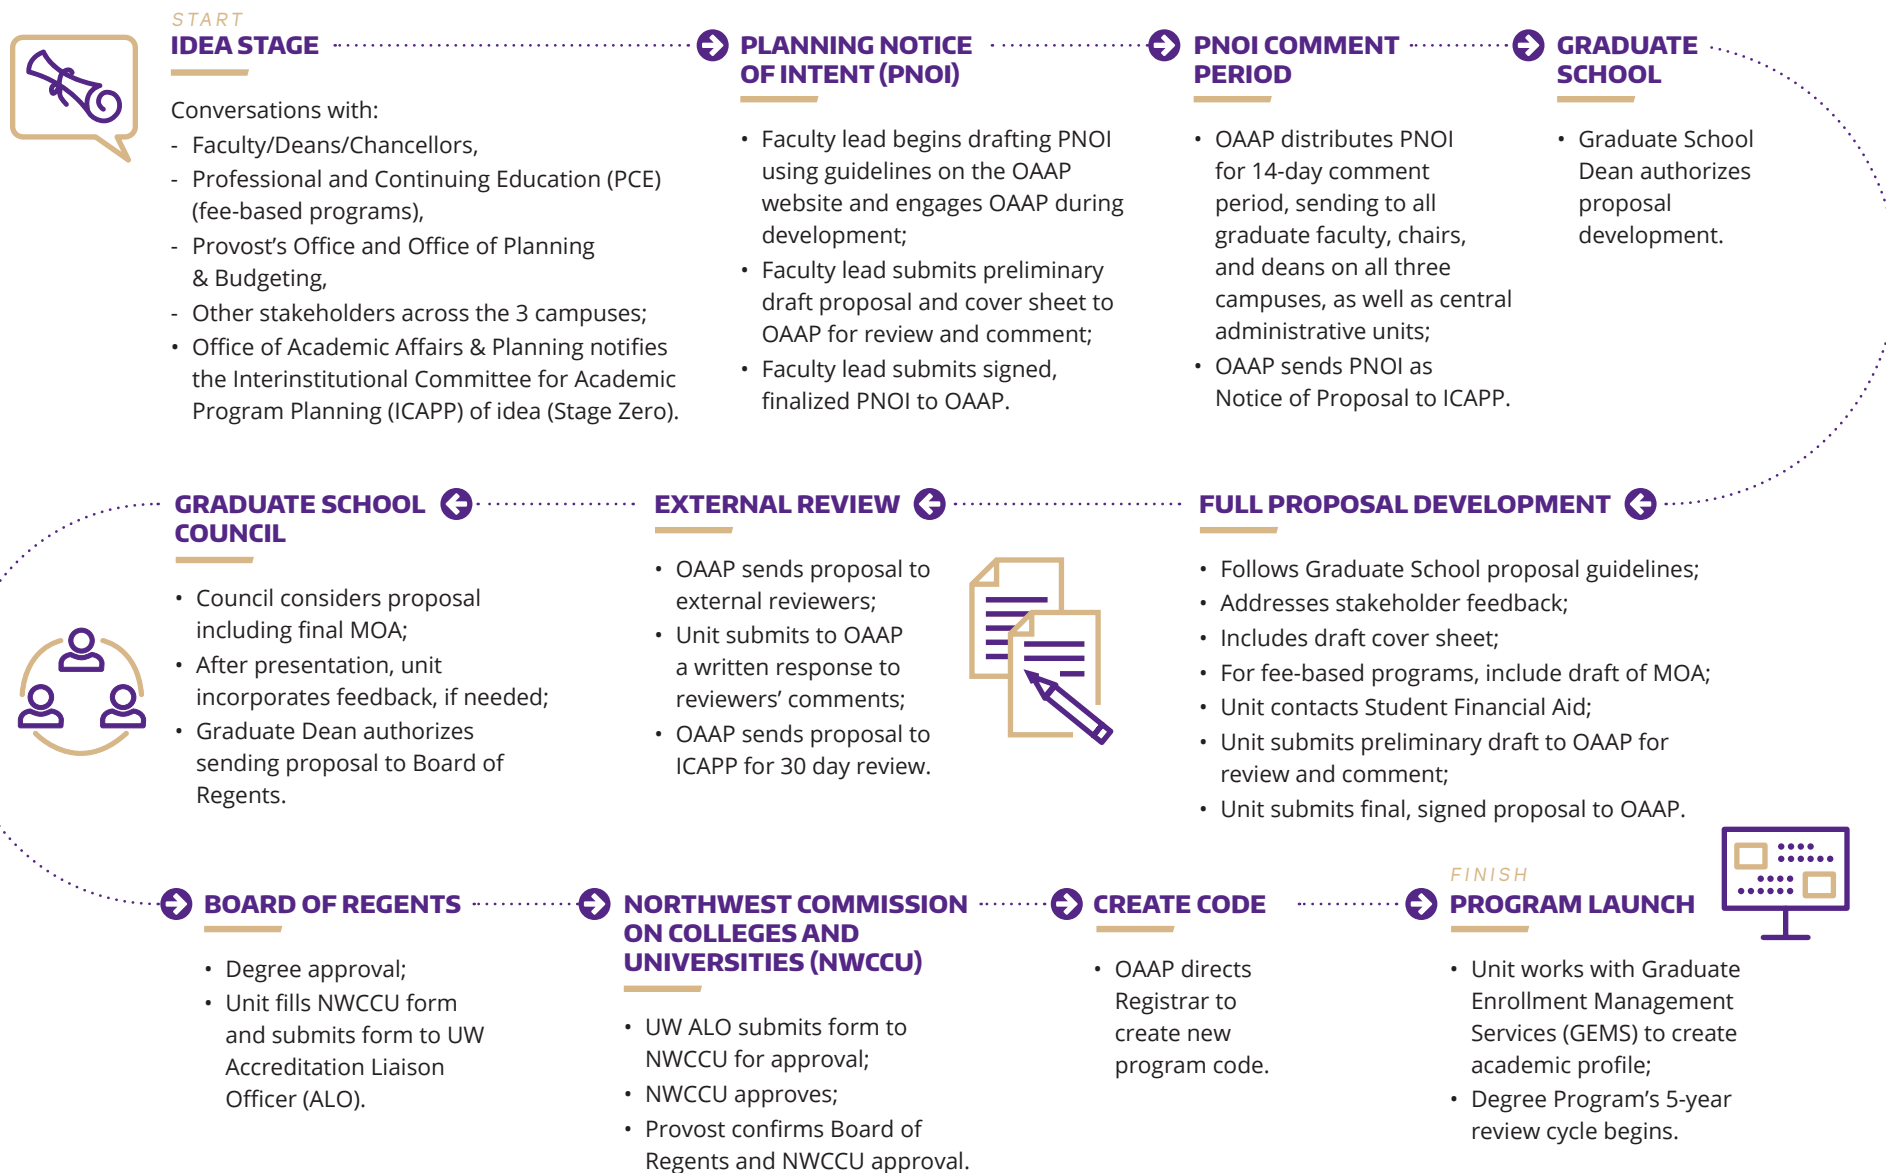 START
IDEA STAGE
Conversations with:
- Faculty/Deans/Chancellors,
- Professional and Continuing Education (PCE)
(fee-based programs),
- Provost's Office and Office of Planning
& Budgeting,
- Other stakeholders across the 3 campuses;
• Office of Academic Affairs & Planning notifies
the Interinstitutional Committee for Academic
Program Planning (ICAPP) of idea (Stage Zero).
PLANNING NOTICE
OF INTENT (PNOI)
• Faculty lead begins drafting PNOI
using guidelines on the OAAP
website and engages OAAP during
development;
• Faculty lead submits preliminary
draft proposal and cover sheet to
OAAP for review and comment;
• Faculty lead submits signed,
finalized PNOI to OAAP.
PNOI COMMENT
PERIOD
• OAAP distributes PNOI
for 14-day comment
period, sending to all
graduate faculty, chairs,
and deans on all three
campuses, as well as central
administrative units;
• OAAP sends PNOI as
Notice of Proposal to ICAPP.
GRADUATE
SCHOOL
• Graduate School
Dean authorizes
proposal
development.
FULL PROPOSAL DEVELOPMENT
• Follows Graduate School proposal guidelines;
• Addresses stakeholder feedback;
• Includes draft cover sheet;
• For fee-based programs, include draft of MOA;
• Unit contacts Student Financial Aid;
• Unit submits preliminary draft to OAAP for
review and comment;
• Unit submits final, signed proposal to OAAP.
EXTERNAL REVIEW
• OAAP sends proposal to
external reviewers;
• Unit submits to OAAP
a written response to
reviewers' comments;
• OAAP sends proposal to
ICAPP for 30 day review.
GRADUATE SCHOOL
COUNCIL
• Council considers proposal
including final MOA;
• After presentation, unit
incorporates feedback, if needed;
• Graduate Dean authorizes
sending proposal to Board of
Regents.
BOARD OF REGENTS
• Degree approval;
• Unit fills NWCCU form
and submits form to UW
Accreditation Liaison
Officer (ALO).
NORTHWEST COMMISSION
ON COLLEGES AND
UNIVERSITIES (NWCCU)
• UW ALO submits form to
NWCCU for approval;
• NWCCU approves;
• Provost confirms Board of
Regents and NWCCU approval.
CREATE CODE
• OAAP directs
Registrar to
create new
program code.
FINISH
PROGRAM LAUNCH
• Unit works with Graduate
Enrollment Management
Services (GEMS) to create
academic profile;
• Degree Program's 5-year
review cycle begins.